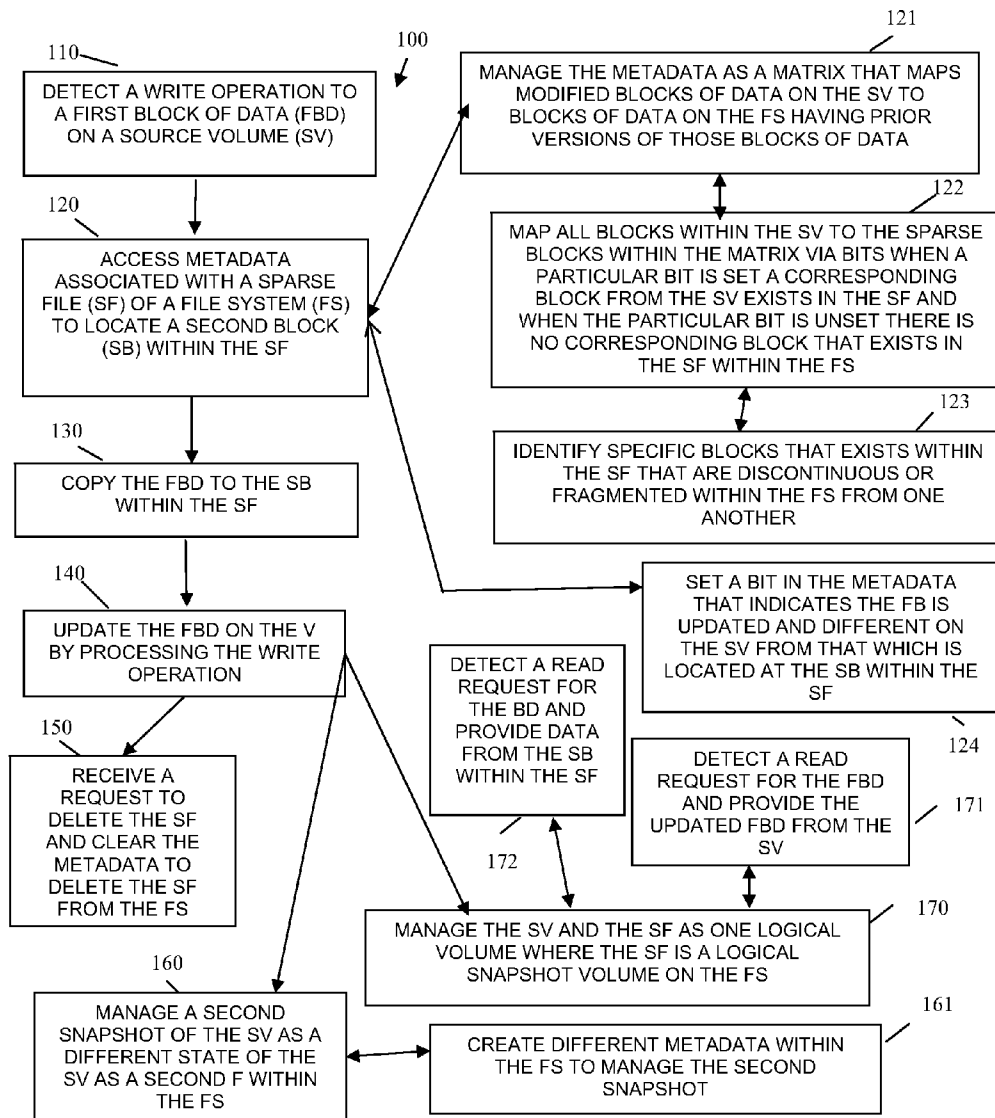 110
100
DETECT A WRITE OPERATION TO
A FIRST BLOCK OF DATA (FBD)
ON A SOURCE VOLUME (SV)
120
ACCESS METADATA
ASSOCIATED WITH A SPARSE
FILE (SF) OF A FILE SYSTEM (FS)
TO LOCATE A SECOND BLOCK
(SB) WITHIN THE SF
121
MANAGE THE METADATA AS A MATRIX THAT MAPS
MODIFIED BLOCKS OF DATA ON THE SV TO
BLOCKS OF DATA ON THE FS HAVING PRIOR
VERSIONS OF THOSE BLOCKS OF DATA
122
MAP ALL BLOCKS WITHIN THE SV TO THE SPARSE
BLOCKS WITHIN THE MATRIX VIA BITS WHEN A
PARTICULAR BIT IS SET A CORRESPONDING
BLOCK FROM THE SV EXISTS IN THE SF AND
WHEN THE PARTICULAR BIT IS UNSET THERE IS
NO CORRESPONDING BLOCK THAT EXISTS IN
THE SF WITHIN THE FS
123
IDENTIFY SPECIFIC BLOCKS THAT EXISTS WITHIN
THE SF THAT ARE DISCONTINUOUS OR
FRAGMENTED WITHIN THE FS FROM ONE
ANOTHER
130
COPY THE FBD TO THE SB
WITHIN THE SF
SET A BIT IN THE METADATA
THAT INDICATES THE FB IS
UPDATED AND DIFFERENT ON
THE SV FROM THAT WHICH IS
LOCATED AT THE SB WITHIN THE
SF
124
140
UPDATE THE FBD ON THE V
BY PROCESSING THE WRITE
OPERATION
150
RECEIVE A
REQUEST TO
DELETE THE SF
AND CLEAR THE
METADATA TO
DELETE THE SF
FROM THE FS
DETECT A READ
REQUEST FOR
THE BD AND
PROVIDE DATA
FROM THE SB
WITHIN THE SF
172
DETECT A READ
REQUEST FOR THE FBD
AND PROVIDE THE
UPDATED FBD FROM THE
SV
171
170
MANAGE THE SV AND THE SF AS ONE LOGICAL
VOLUME WHERE THE SF IS A LOGICAL
SNAPSHOT VOLUME ON THE FS
160
MANAGE A SECOND
SNAPSHOT OF THE SV AS A
DIFFERENT STATE OF THE
SV AS A SECOND F WITHIN
THE FS
161
CREATE DIFFERENT METADATA WITHIN
THE FS TO MANAGE THE SECOND
SNAPSHOT